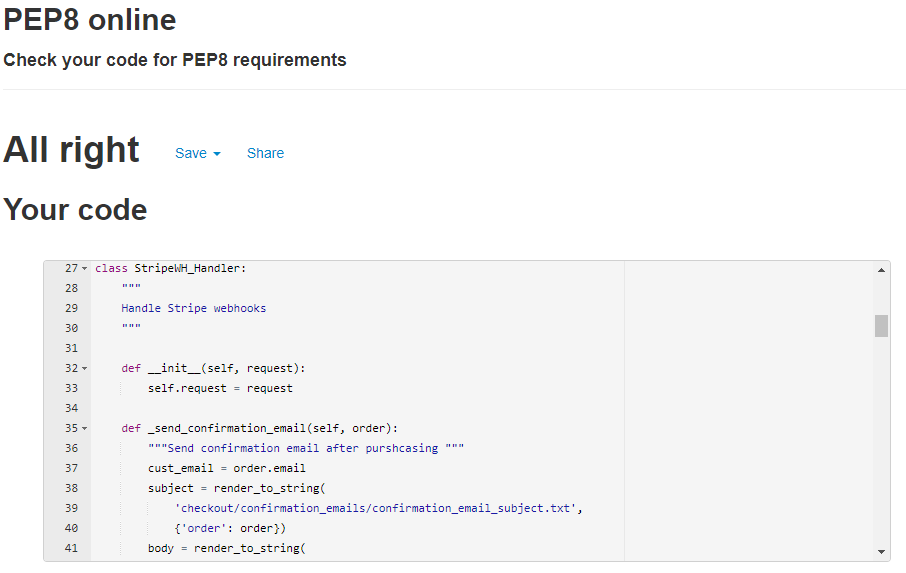 PEP8 online
Check your code for PEP8 requirements
All right Save Share
Your code
27 class StripeWH_Handler:
28 """
29 Handle Stripe webhooks
30 """
31
32 def __init__(self, request):
33 self.request = request
34
35 def _send_confirmation_email(self, order):
36 """Send confirmation email after purshcasing """
37 cust_email = order.email
38 subject = render_to_string(
39 'checkout/confirmation_emails/confirmation_email_subject.txt',
40 {'order': order})
41 body = render_to_string(